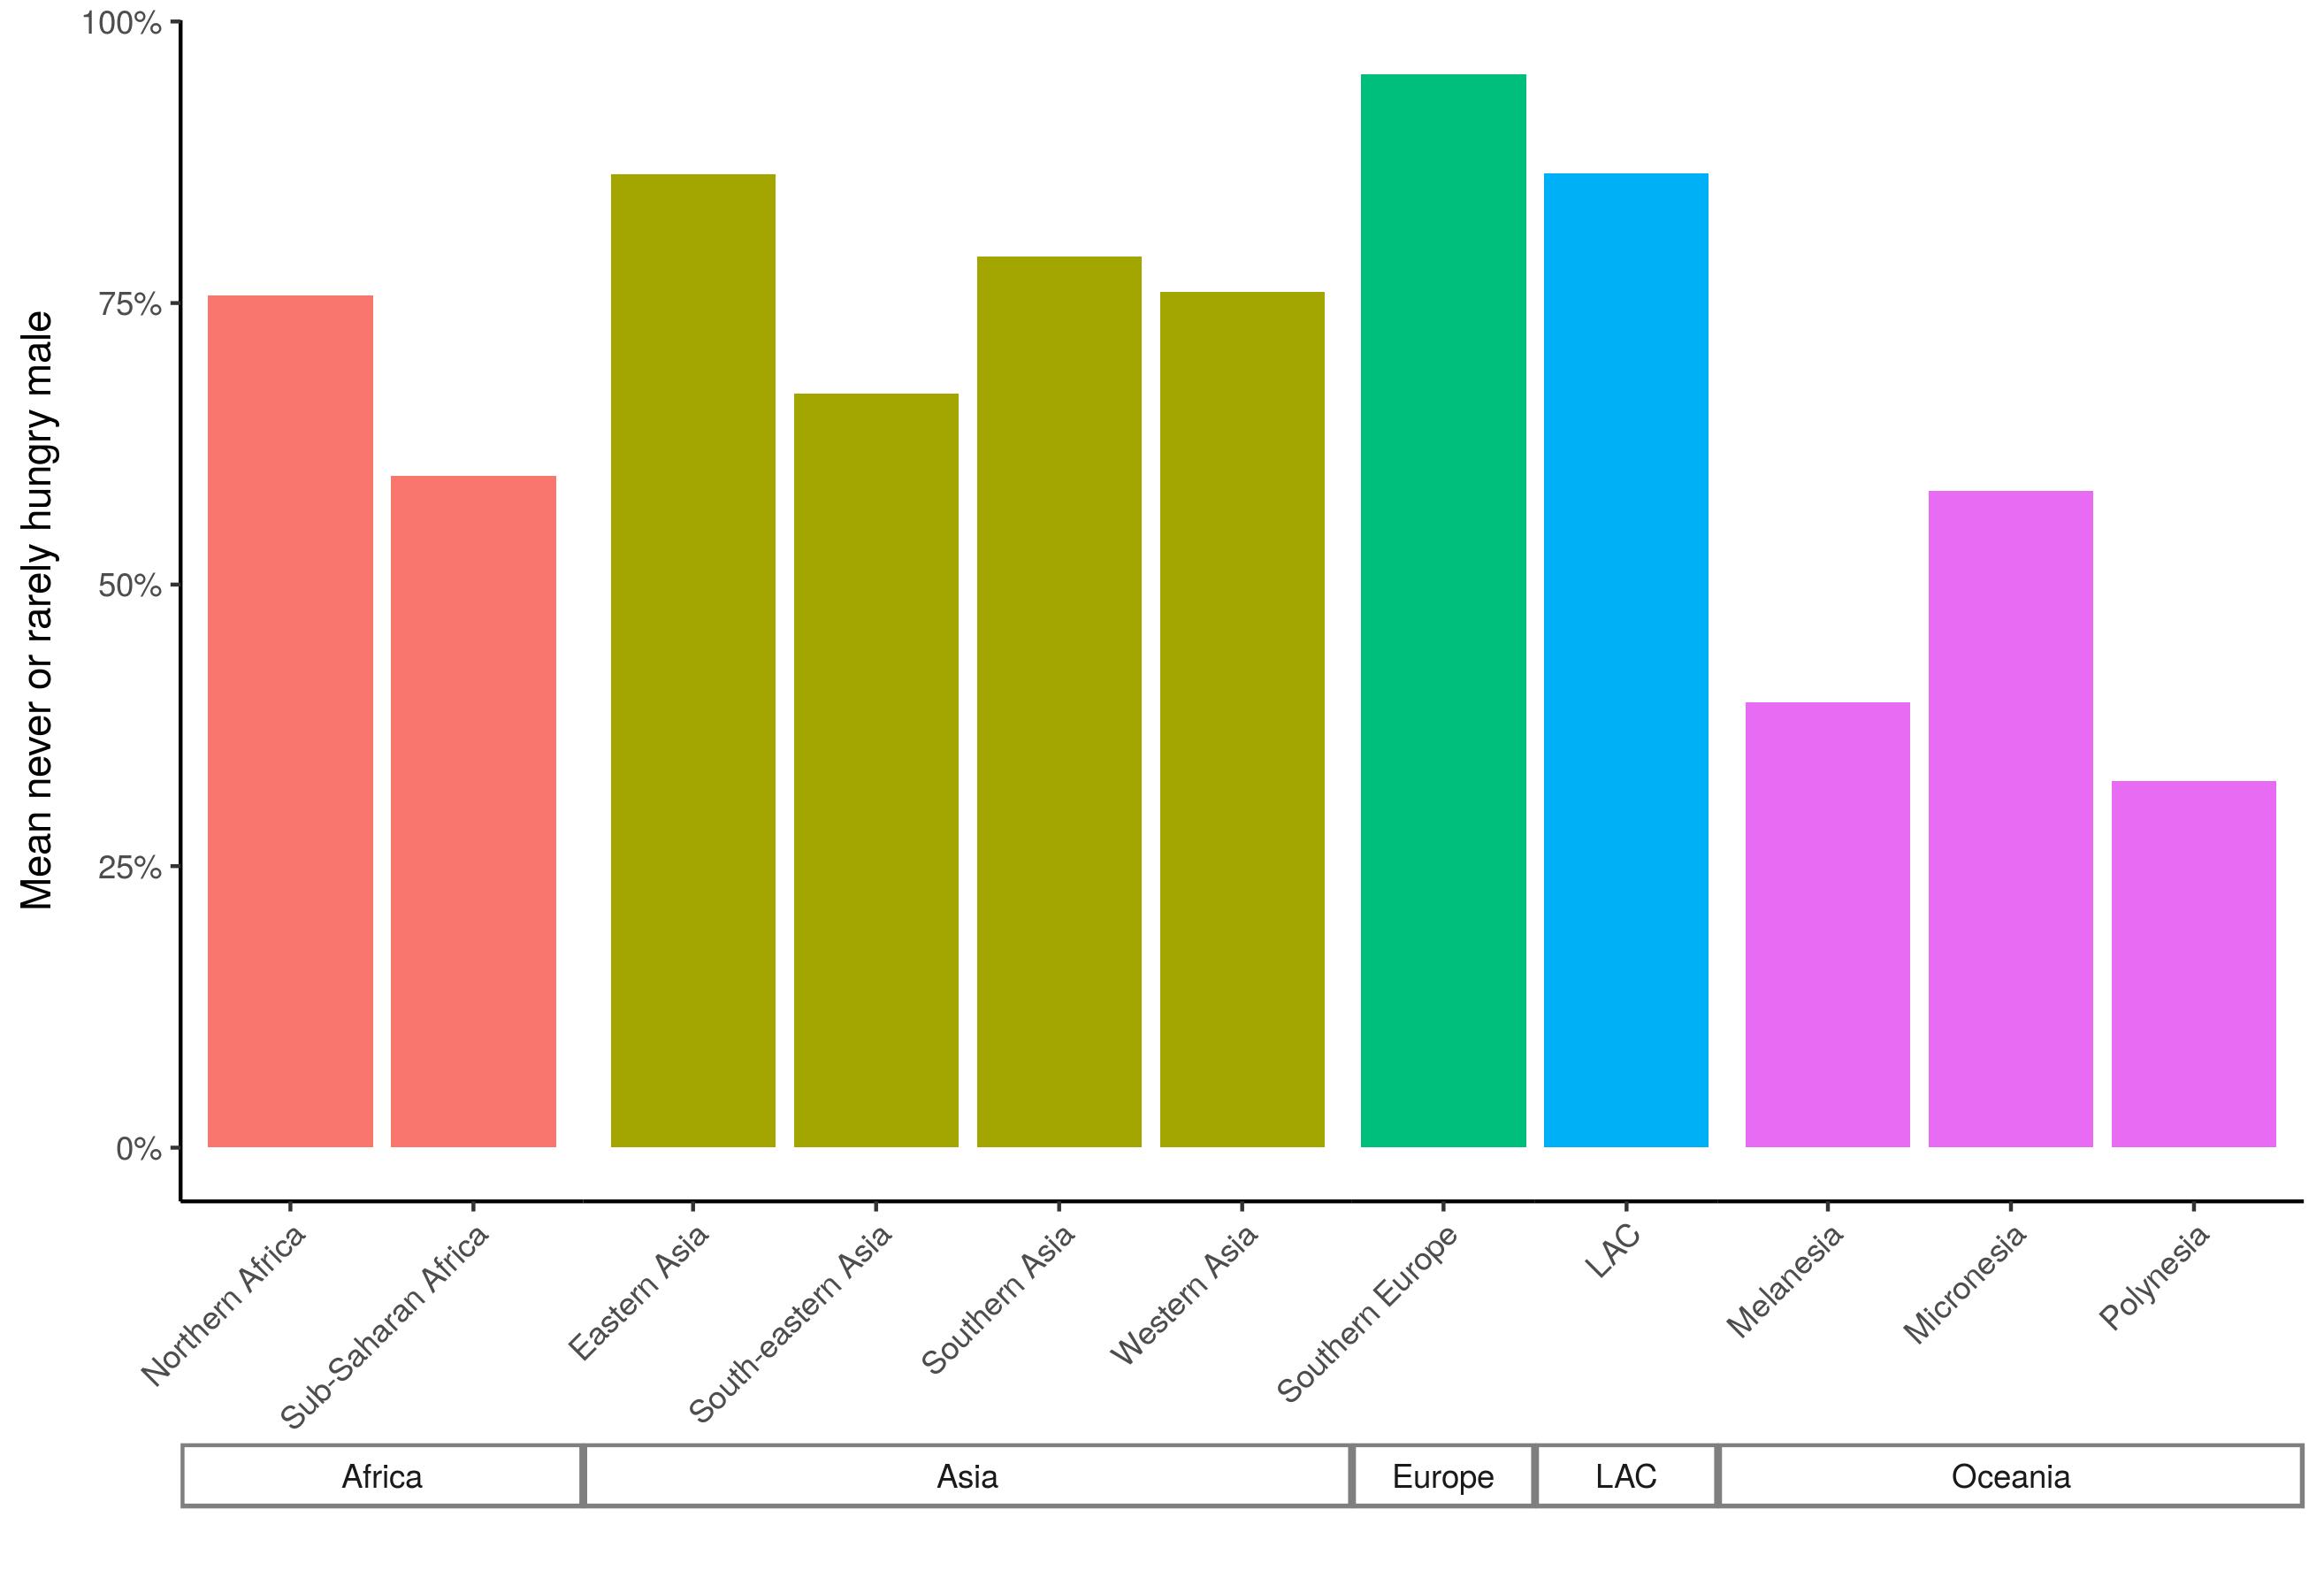 Mean never or rarely hungry male
100%
75%
50%
25%
0%
Northern Africa
Sub-Saharan Africa
Eastern Asia
South-eastern Asia
Southern Asia
Western Asia
Southern Europe
LAC
Melanesia
Micronesia
Polynesia
Africa
Asia
Europe
LAC
Oceania